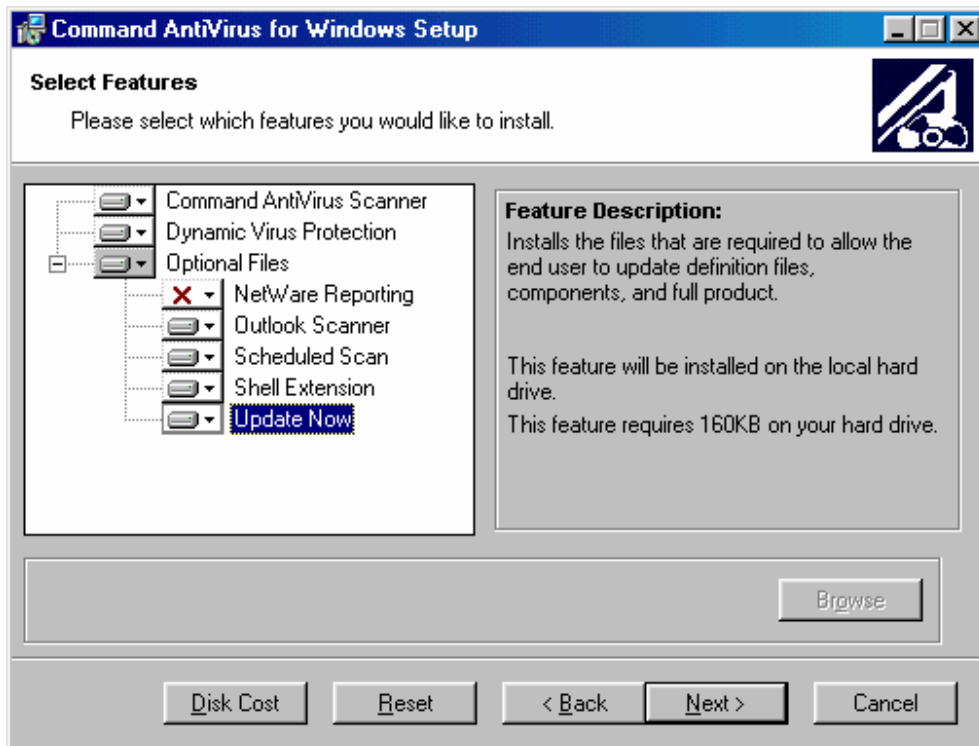 Command AntiVirus for Windows Setup
Select Features
Please select which features you would like to install.
Command AntiVirus Scanner
Dynamic Virus Protection
Optional Files
NetWare Reporting
Outlook Scanner
Scheduled Scan
Shell Extension
Update Now
Feature Description:
Installs the files that are required to allow the
end user to update definition files,
components, and full product.
This feature will be installed on the local hard
drive.
This feature requires 160KB on your hard drive.
Browse
Disk Cost
Reset
< Back
Next >
Cancel